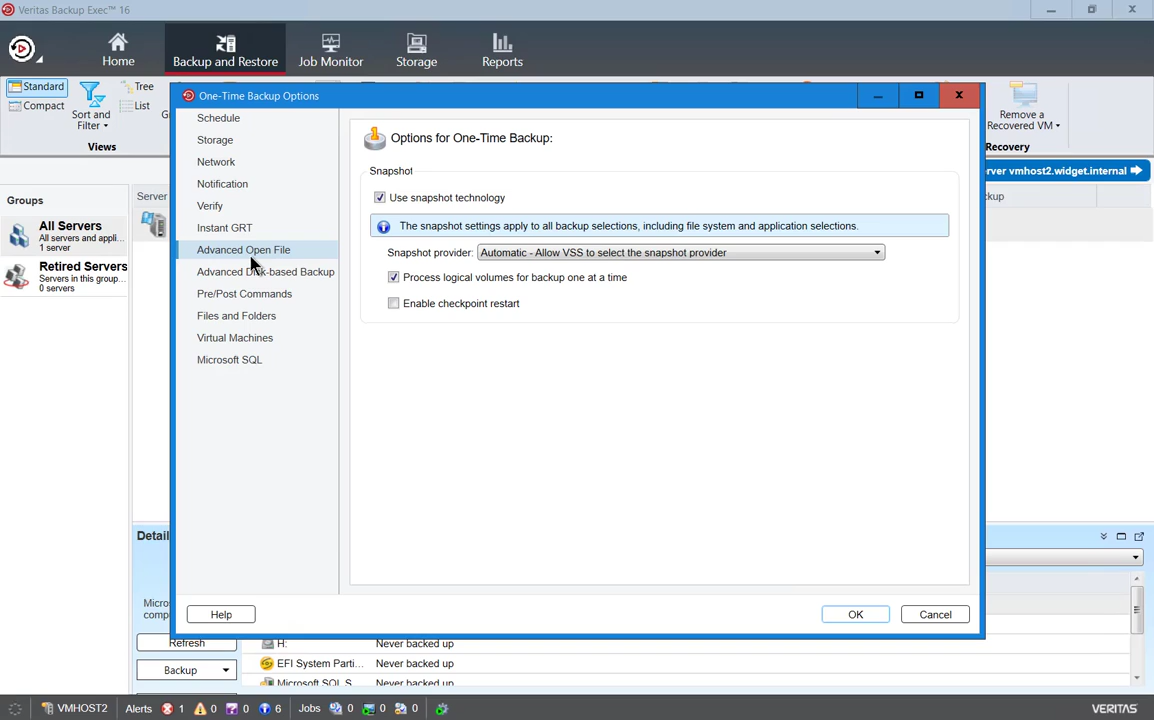 Veritas Backup Exec™ 16
Home
Backup and Restore
Job Monitor
Storage
Reports
Standard
Compact
Sort and
Filter
Tree
List
Views
Remove a
Recovered VM
Recovery
One-Time Backup Options
Schedule
Storage
Network
Notification
Verify
Instant GRT
Advanced Open File
Advanced Disk-based Backup
Pre/Post Commands
Files and Folders
Virtual Machines
Microsoft SQL
Options for One-Time Backup:
Snapshot
Use snapshot technology
The snapshot settings apply to all backup selections, including file system and application selections.
Snapshot provider: Automatic - Allow VSS to select the snapshot provider
Process logical volumes for backup one at a time
Enable checkpoint restart
Help
OK
Cancel
erver vmhost2.widget.internal
Groups
Server
kup
All Servers
All servers and appli...
1 server
Retired Servers
Servers in this group...
0 servers
Detail
Micro
comp
Refresh
Backup
H: Never backed up
EFI System Parti... Never backed up
Microsoft SQL S... Never backed up
VMHOST2 Alerts 1 0 0 6 Jobs 0 0 0
VERITAS